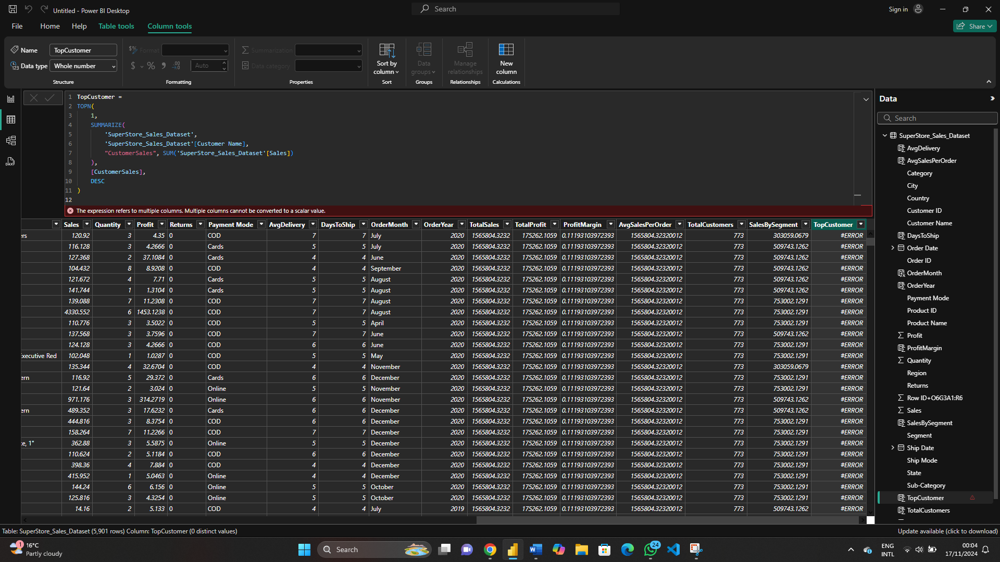 Untitled - Power BI Desktop
Search
Sign in
File Home Help Table tools Column tools
Share
Name TopCustomer
Data type Whole number
Structure
Format
$ % Auto
Formatting
Summarization
Data category
Properties
Sort by column
Sort
Data groups
Groups
Manage relationships
Relationships
New column
Calculations
1 TopCustomer =
2 TOPN(
3 1,
4 SUMMARIZE(
5 'SuperStore_Sales_Dataset',
6 'SuperStore_Sales_Dataset'[Customer Name],
7 "CustomerSales", SUM('SuperStore_Sales_Dataset'[Sales])
8 ),
9 [CustomerSales],
10 DESC
11 )
12
The expression refers to multiple columns. Multiple columns cannot be converted to a scalar value.
Sales Quantity Profit Returns Payment Mode AvgDelivery DaysToShip OrderMonth OrderYear TotalSales TotalProfit ProfitMargin AvgSalesPerOrder TotalCustomers SalesBySegment TopCustomer
ers 120.92 3 4.35 0 COD 7 7 July 2020 1565804.3232 175262.1059 0.11193103972393 1565804.32320012 773 303059.0679 #ERROR
116.128 3 4.2666 0 Cards 5 5 July 2020 1565804.3232 175262.1059 0.11193103972393 1565804.32320012 773 509743.1262 #ERROR
127.368 2 37.1084 0 Cards 4 4 June 2020 1565804.3232 175262.1059 0.11193103972393 1565804.32320012 773 509743.1262 #ERROR
104.432 8 8.9208 0 COD 4 4 September 2020 1565804.3232 175262.1059 0.11193103972393 1565804.32320012 773 509743.1262 #ERROR
121.672 4 7.71 0 Cards 5 5 August 2020 1565804.3232 175262.1059 0.11193103972393 1565804.32320012 773 509743.1262 #ERROR
141.744 1 1.3104 0 Cards 5 5 August 2020 1565804.3232 175262.1059 0.11193103972393 1565804.32320012 773 509743.1262 #ERROR
139.088 7 11.2308 0 COD 7 7 August 2020 1565804.3232 175262.1059 0.11193103972393 1565804.32320012 773 753002.1291 #ERROR
4330.552 6 1453.1238 0 COD 7 7 August 2020 1565804.3232 175262.1059 0.11193103972393 1565804.32320012 773 753002.1291 #ERROR
110.776 3 3.5022 0 COD 5 5 April 2020 1565804.3232 175262.1059 0.11193103972393 1565804.32320012 773 753002.1291 #ERROR
137.568 3 3.7596 0 COD 7 7 June 2020 1565804.3232 175262.1059 0.11193103972393 1565804.32320012 773 509743.1262 #ERROR
124.128 3 4.2666 0 COD 6 6 June 2020 1565804.3232 175262.1059 0.11193103972393 1565804.32320012 773 753002.1291 #ERROR
Executive Red 102.048 1 1.0287 0 COD 5 5 May 2020 1565804.3232 175262.1059 0.11193103972393 1565804.32320012 773 753002.1291 #ERROR
135.344 4 32.6704 0 COD 4 4 November 2020 1565804.3232 175262.1059 0.11193103972393 1565804.32320012 773 303059.0679 #ERROR
ern 116.92 5 29.372 0 Cards 6 6 December 2020 1565804.3232 175262.1059 0.11193103972393 1565804.32320012 773 753002.1291 #ERROR
121.64 2 3.024 0 Online 5 5 November 2020 1565804.3232 175262.1059 0.11193103972393 1565804.32320012 773 753002.1291 #ERROR
971.176 3 314.2719 0 Online 6 6 November 2020 1565804.3232 175262.1059 0.11193103972393 1565804.32320012 773 509743.1262 #ERROR
ern 489.352 3 17.6232 0 Cards 6 6 December 2020 1565804.3232 175262.1059 0.11193103972393 1565804.32320012 773 509743.1262 #ERROR
444.816 3 8.3754 0 COD 6 6 December 2020 1565804.3232 175262.1059 0.11193103972393 1565804.32320012 773 753002.1291 #ERROR
158.264 7 11.2266 0 COD 7 7 December 2020 1565804.3232 175262.1059 0.11193103972393 1565804.32320012 773 753002.1291 #ERROR
ce, 1" 362.88 3 5.5875 0 Online 5 5 December 2020 1565804.3232 175262.1059 0.11193103972393 1565804.32320012 773 753002.1291 #ERROR
110.624 2 5.1184 0 COD 6 6 December 2020 1565804.3232 175262.1059 0.11193103972393 1565804.32320012 773 753002.1291 #ERROR
398.36 4 7.884 0 COD 4 4 December 2020 1565804.3232 175262.1059 0.11193103972393 1565804.32320012 773 753002.1291 #ERROR
415.952 1 5.0463 0 Online 4 4 December 2020 1565804.3232 175262.1059 0.11193103972393 1565804.32320012 773 753002.1291 #ERROR
144.24 6 6.156 0 Online 5 5 October 2020 1565804.3232 175262.1059 0.11193103972393 1565804.32320012 773 753002.1291 #ERROR
125.816 3 4.3254 0 Online 5 5 October 2020 1565804.3232 175262.1059 0.11193103972393 1565804.32320012 773 753002.1291 #ERROR
14.16 2 5.133 0 COD 4 4 July 2019 1565804.3232 175262.1059 0.11193103972393 1565804.32320012 773 509743.1262 #ERROR
Data
Search
SuperStore_Sales_Dataset
AvgDelivery
AvgSalesPerOrder
Category
City
Country
Customer ID
Customer Name
DaysToShip
Order Date
Order ID
OrderMonth
OrderYear
Payment Mode
Product ID
Product Name
Profit
ProfitMargin
Quantity
Region
Returns
Row ID+O6G3A1:R6
Sales
SalesBySegment
Segment
Ship Date
Ship Mode
State
Sub-Category
TopCustomer
TotalCustomers
Table: SuperStore_Sales_Dataset (5,901 rows) Column: TopCustomer (0 distinct values)
Update available (click to download)
1
16°C
Partly cloudy
Search
24
ENG
INTL
00:04
17/11/2024